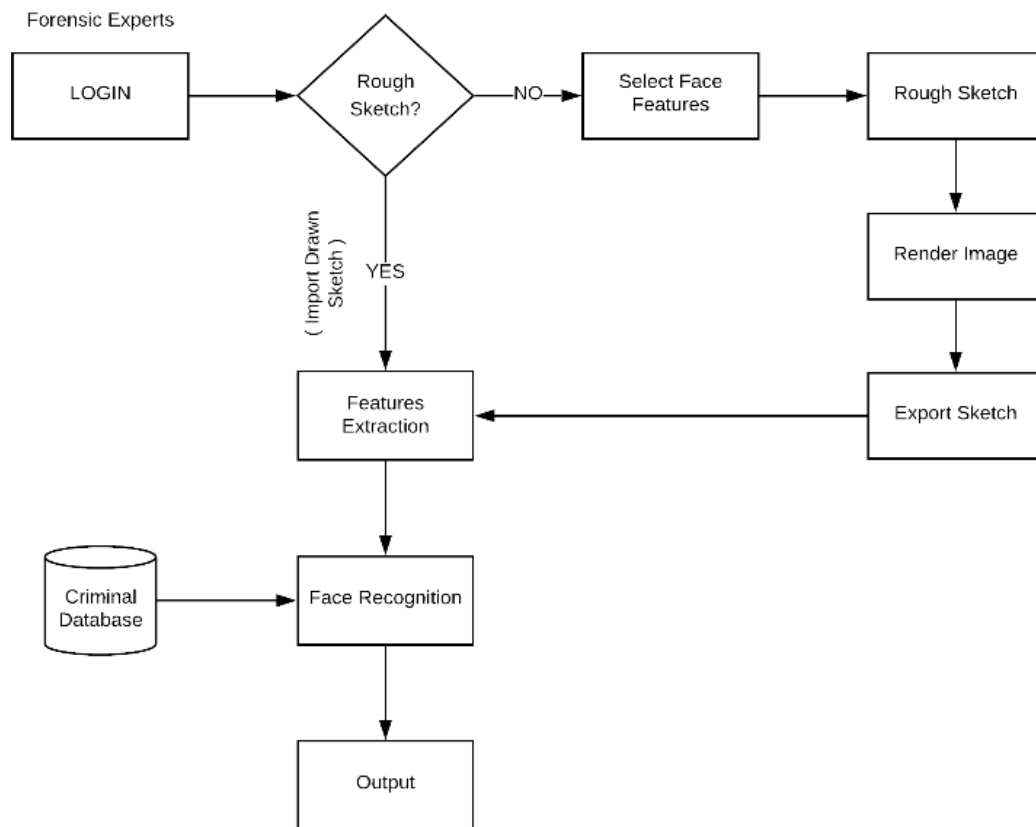 Forensic Experts
LOGIN
Rough
Sketch?
NO
Select Face
Features
Rough Sketch
Render Image
( Import Drawn
Sketch )
YES
Features
Extraction
Export Sketch
Criminal
Database
Face Recognition
Output